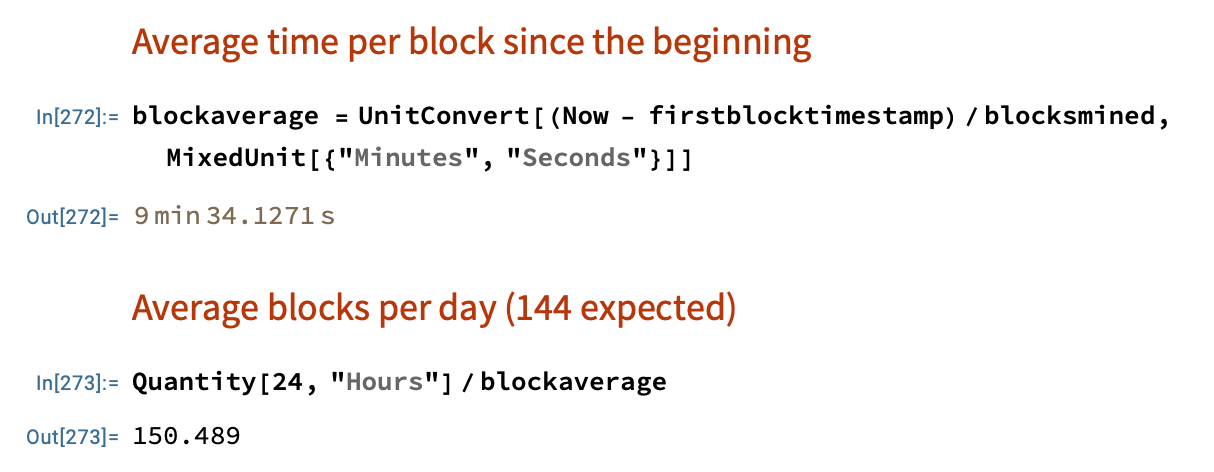 Average time per block since the beginning
In[272]:= blockaverage = UnitConvert[(Now - firstblocktimestamp) / blocksmined,
MixedUnit[{"Minutes", "Seconds"}]]
Out[272]= 9 min 34.1271 s
Average blocks per day (144 expected)
In[273]:= Quantity[24, "Hours"] / blockaverage
Out[273]= 150.489